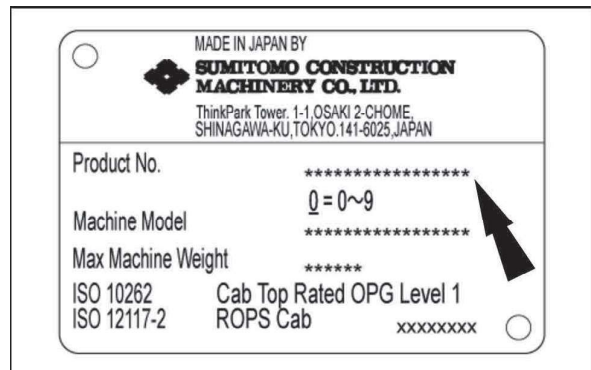 MADE IN JAPAN BY
SUMITOMO CONSTRUCTION
MACHINERY CO., LTD.
ThinkPark Tower. 1-1,OSAKI 2-CHOME,
SHINAGAWA-KU,TOKYO.141-6025,JAPAN
Product No. *****************
0 = 0~9
Machine Model *****************
Max Machine Weight ******
ISO 10262 Cab Top Rated OPG Level 1
ISO 12117-2 ROPS Cab xxxxxxxx